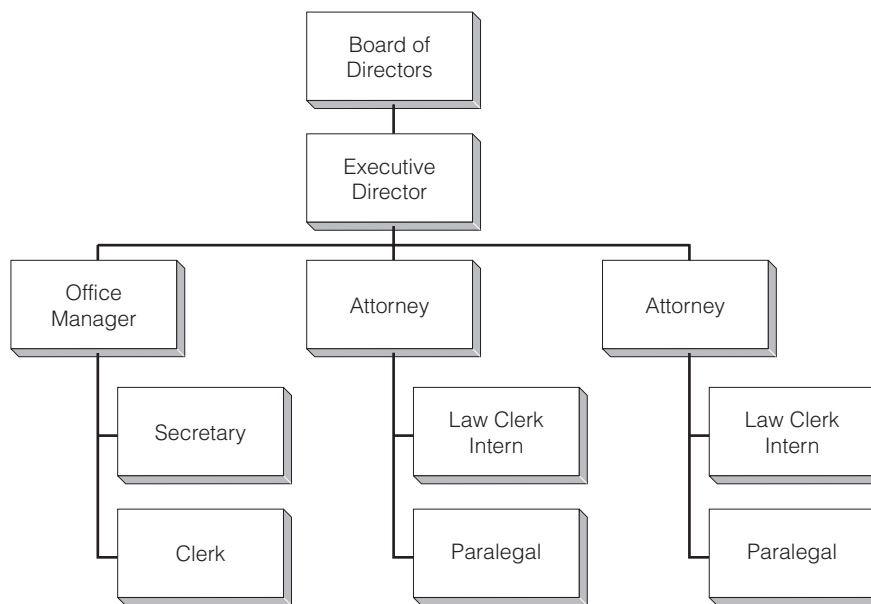 Board of
Directors
Executive
Director
Office
Manager
Attorney
Attorney
Secretary
Law Clerk
Intern
Law Clerk
Intern
Clerk
Paralegal
Paralegal